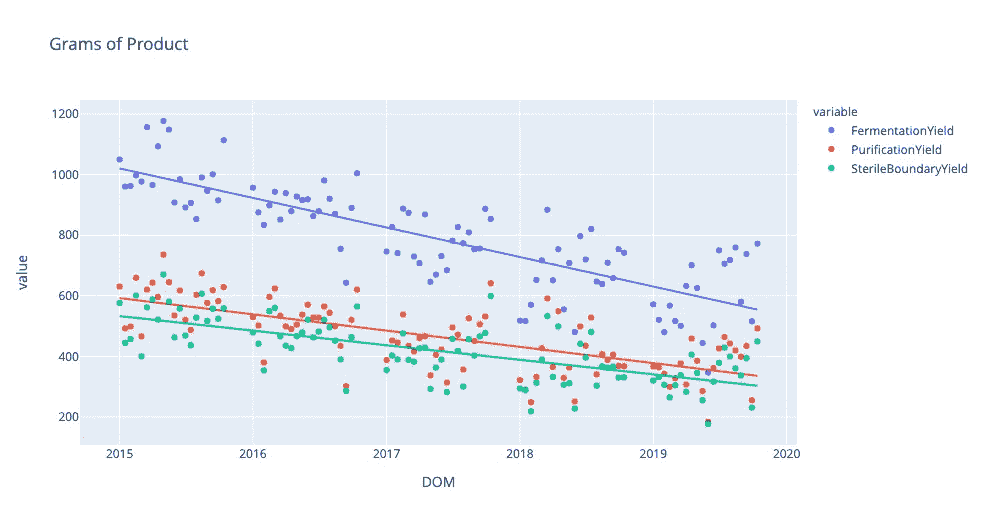 Grams of Product
variable
FermentationYield
PurificationYield
SterileBoundaryYield
value
1200
1000
800
600
400
200
2015
2016
2017
2018
2019
2020
DOM